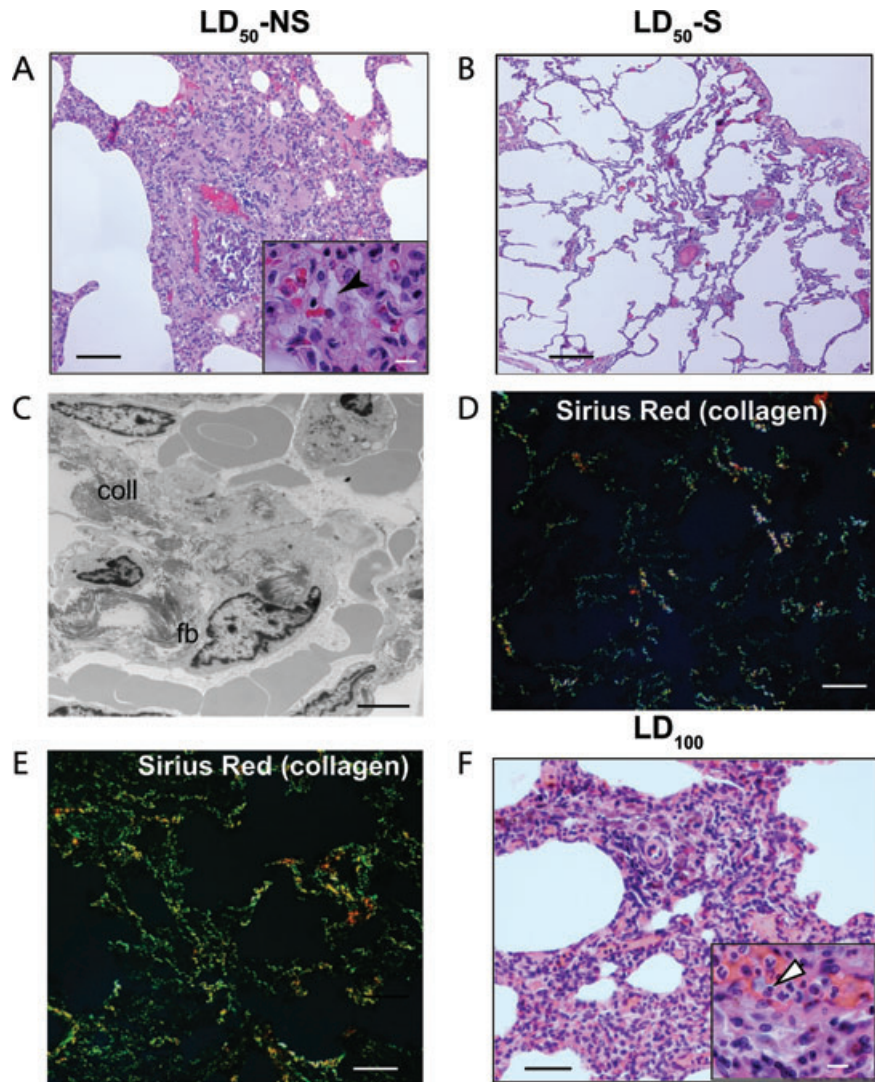 LD50-NS
LD50-S
A
B
C
coll
fb
D
Sirius Red (collagen)
LD100
E
Sirius Red (collagen)
F